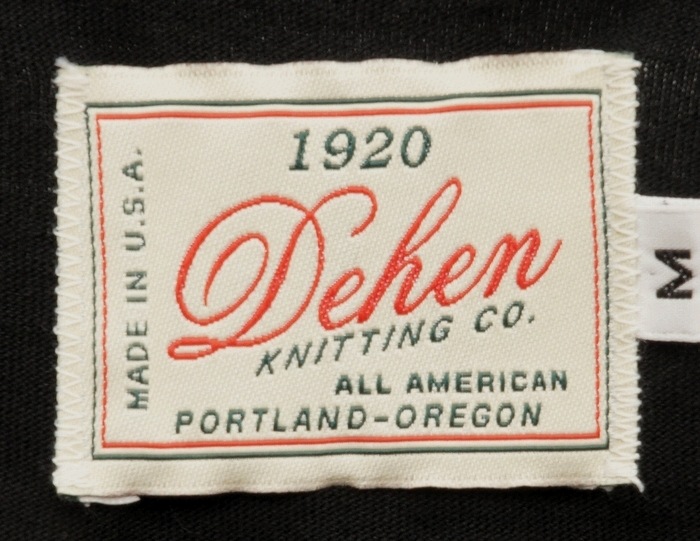 1920
Dehen
KNITTING CO.
ALL AMERICAN
PORTLAND-OREGON
MADE IN U.S.A.
M